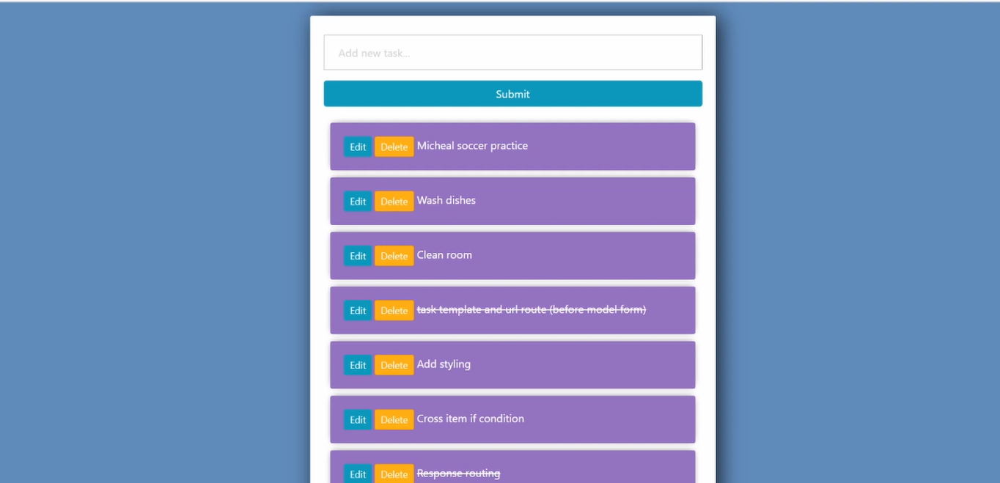 Add new task...
Submit
Edit Delete Micheal soccer practice
Edit Delete Wash dishes
Edit Delete Clean room
Edit Delete task template and url route (before model form)
Edit Delete Add styling
Edit Delete Cross item if condition
Edit Delete Response routing